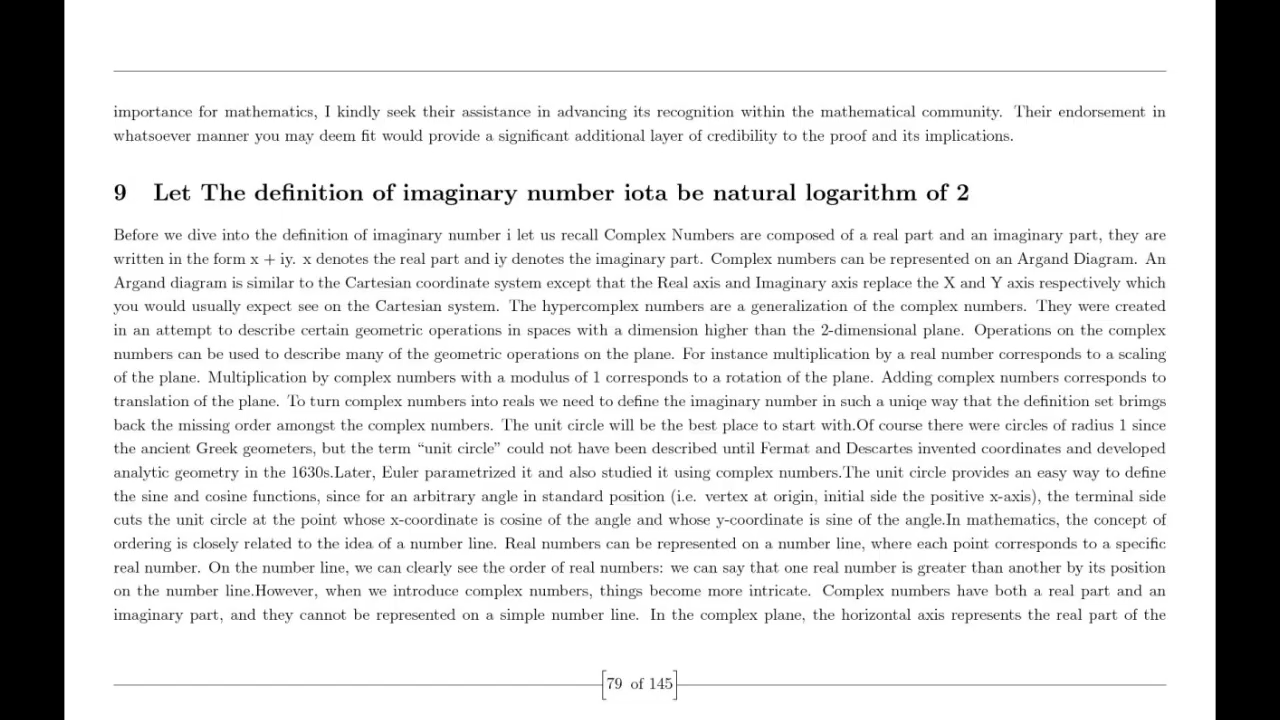 importance for mathematics, I kindly seek their assistance in advancing its recognition within the mathematical community. Their endorsement in
whatsoever manner you may deem fit would provide a significant additional layer of credibility to the proof and its implications.
9 Let The definition of imaginary number iota be natural logarithm of 2
Before we dive into the definition of imaginary number i let us recall Complex Numbers are composed of a real part and an imaginary part, they are
written in the form x + iy. x denotes the real part and iy denotes the imaginary part. Complex numbers can be represented on an Argand Diagram. An
Argand diagram is similar to the Cartesian coordinate system except that the Real axis and Imaginary axis replace the X and Y axis respectively which
you would usually expect see on the Cartesian system. The hypercomplex numbers are a generalization of the complex numbers. They were created
in an attempt to describe certain geometric operations in spaces with a dimension higher than the 2-dimensional plane. Operations on the complex
numbers can be used to describe many of the geometric operations on the plane. For instance multiplication by a real number corresponds to a scaling
of the plane. Multiplication by complex numbers with a modulus of 1 corresponds to a rotation of the plane. Adding complex numbers corresponds to
translation of the plane. To turn complex numbers into reals we need to define the imaginary number in such a uniqe way that the definition set brings
back the missing order amongst the complex numbers. The unit circle will be the best place to start with.Of course there were circles of radius 1 since
the ancient Greek geometers, but the term “unit circle” could not have been described until Fermat and Descartes invented coordinates and developed
analytic geometry in the 1630s.Later, Euler parametrized it and also studied it using complex numbers.The unit circle provides an easy way to define
the sine and cosine functions, since for an arbitrary angle in standard position (i.e. vertex at origin, initial side the positive x-axis), the terminal side
cuts the unit circle at the point whose x-coordinate is cosine of the angle and whose y-coordinate is sine of the angle.In mathematics, the concept of
ordering is closely related to the idea of a number line. Real numbers can be represented on a number line, where each point corresponds to a specific
real number. On the number line, we can clearly see the order of real numbers: we can say that one real number is greater than another by its position
on the number line.However, when we introduce complex numbers, things become more intricate. Complex numbers have both a real part and an
imaginary part, and they cannot be represented on a simple number line. In the complex plane, the horizontal axis represents the real part of the
[79 of 145]